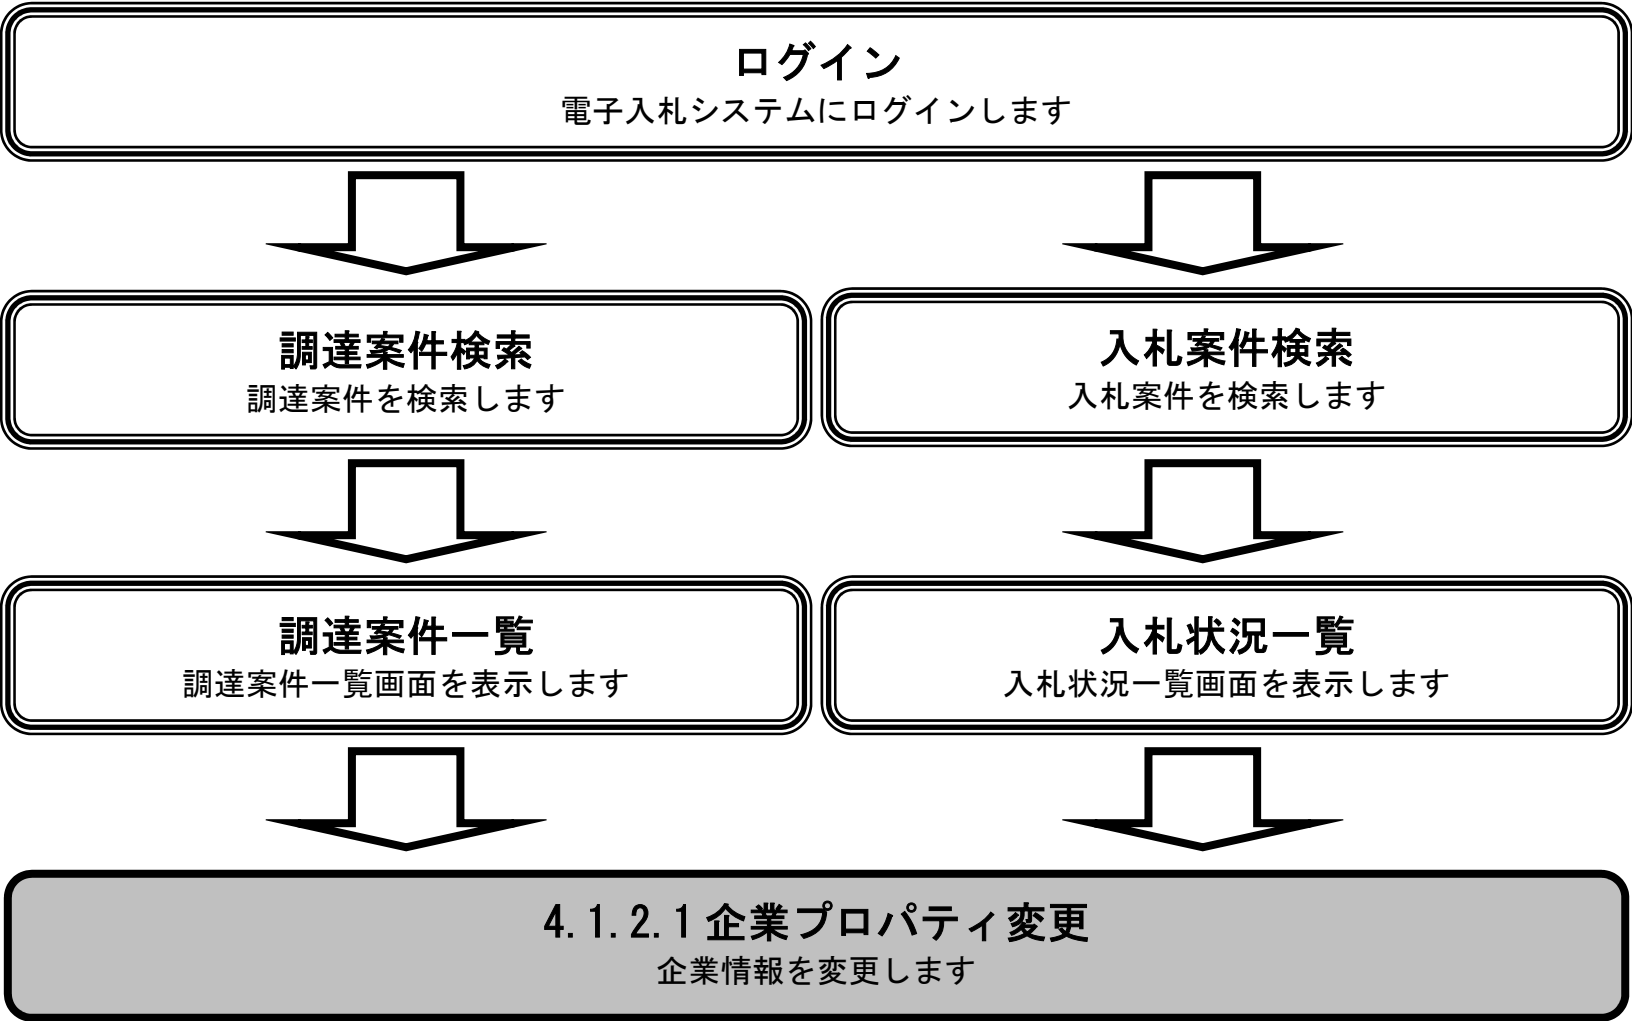 ログイン
電子入札システムにログインします
調達案件検索
調達案件を検索します
入札案件検索
入札案件を検索します
調達案件一覧
調達案件一覧画面を表示します
入札状況一覧
入札状況一覧画面を表示します
4.1.2.1 企業プロパティ変更
企業情報を変更します